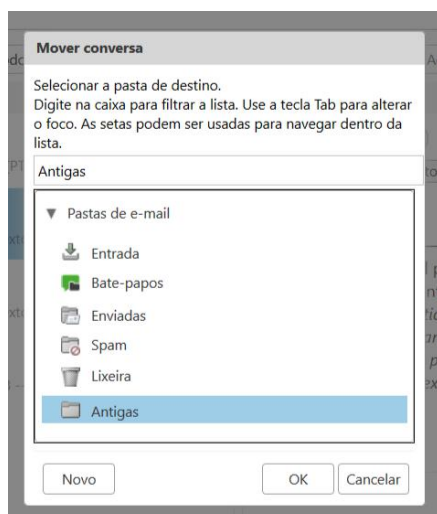 Mover conversa
Selecionar a pasta de destino.
Digite na caixa para filtrar a lista. Use a tecla Tab para alterar
o foco. As setas podem ser usadas para navegar dentro da
lista.
Antigas
Pastas de e-mail
Entrada
Bate-papos
Enviadas
Spam
Lixeira
Antigas
Novo OK Cancelar